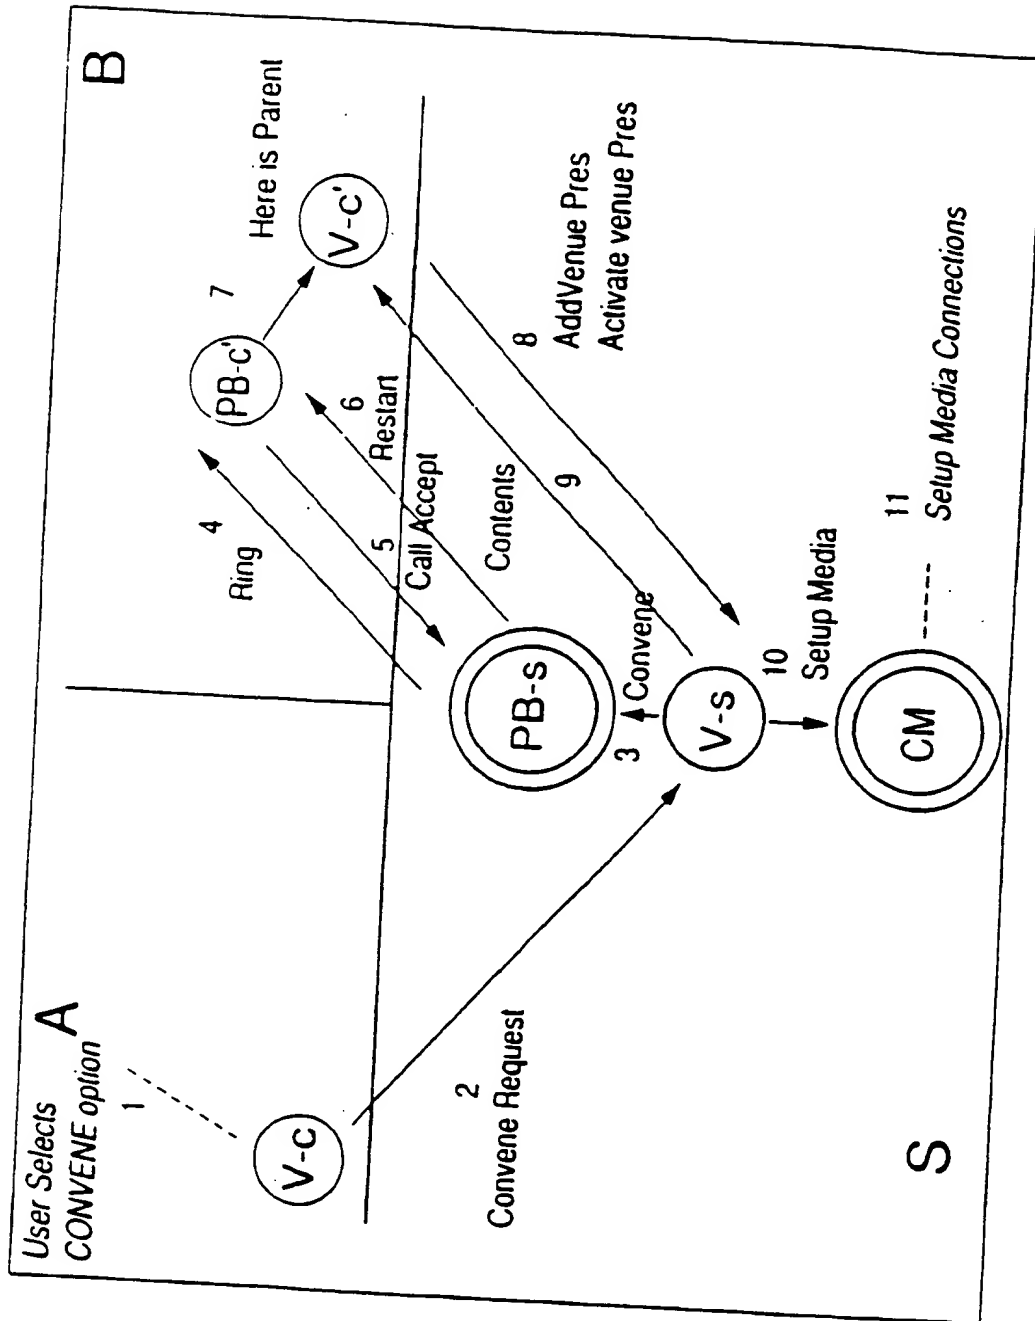 User Selects
CONVENE option
A
1
V-c
2
Convene Request
S
B
4
Ring
PB-c'
7
Here is Parent
V-c'
5
Call Accept
6
Restart
PB-s
Contents
9
8
AddVenue Pres
Activate venue Pres
3
Convene
V-s
10
Setup Media
CM
11
Setup Media Connections